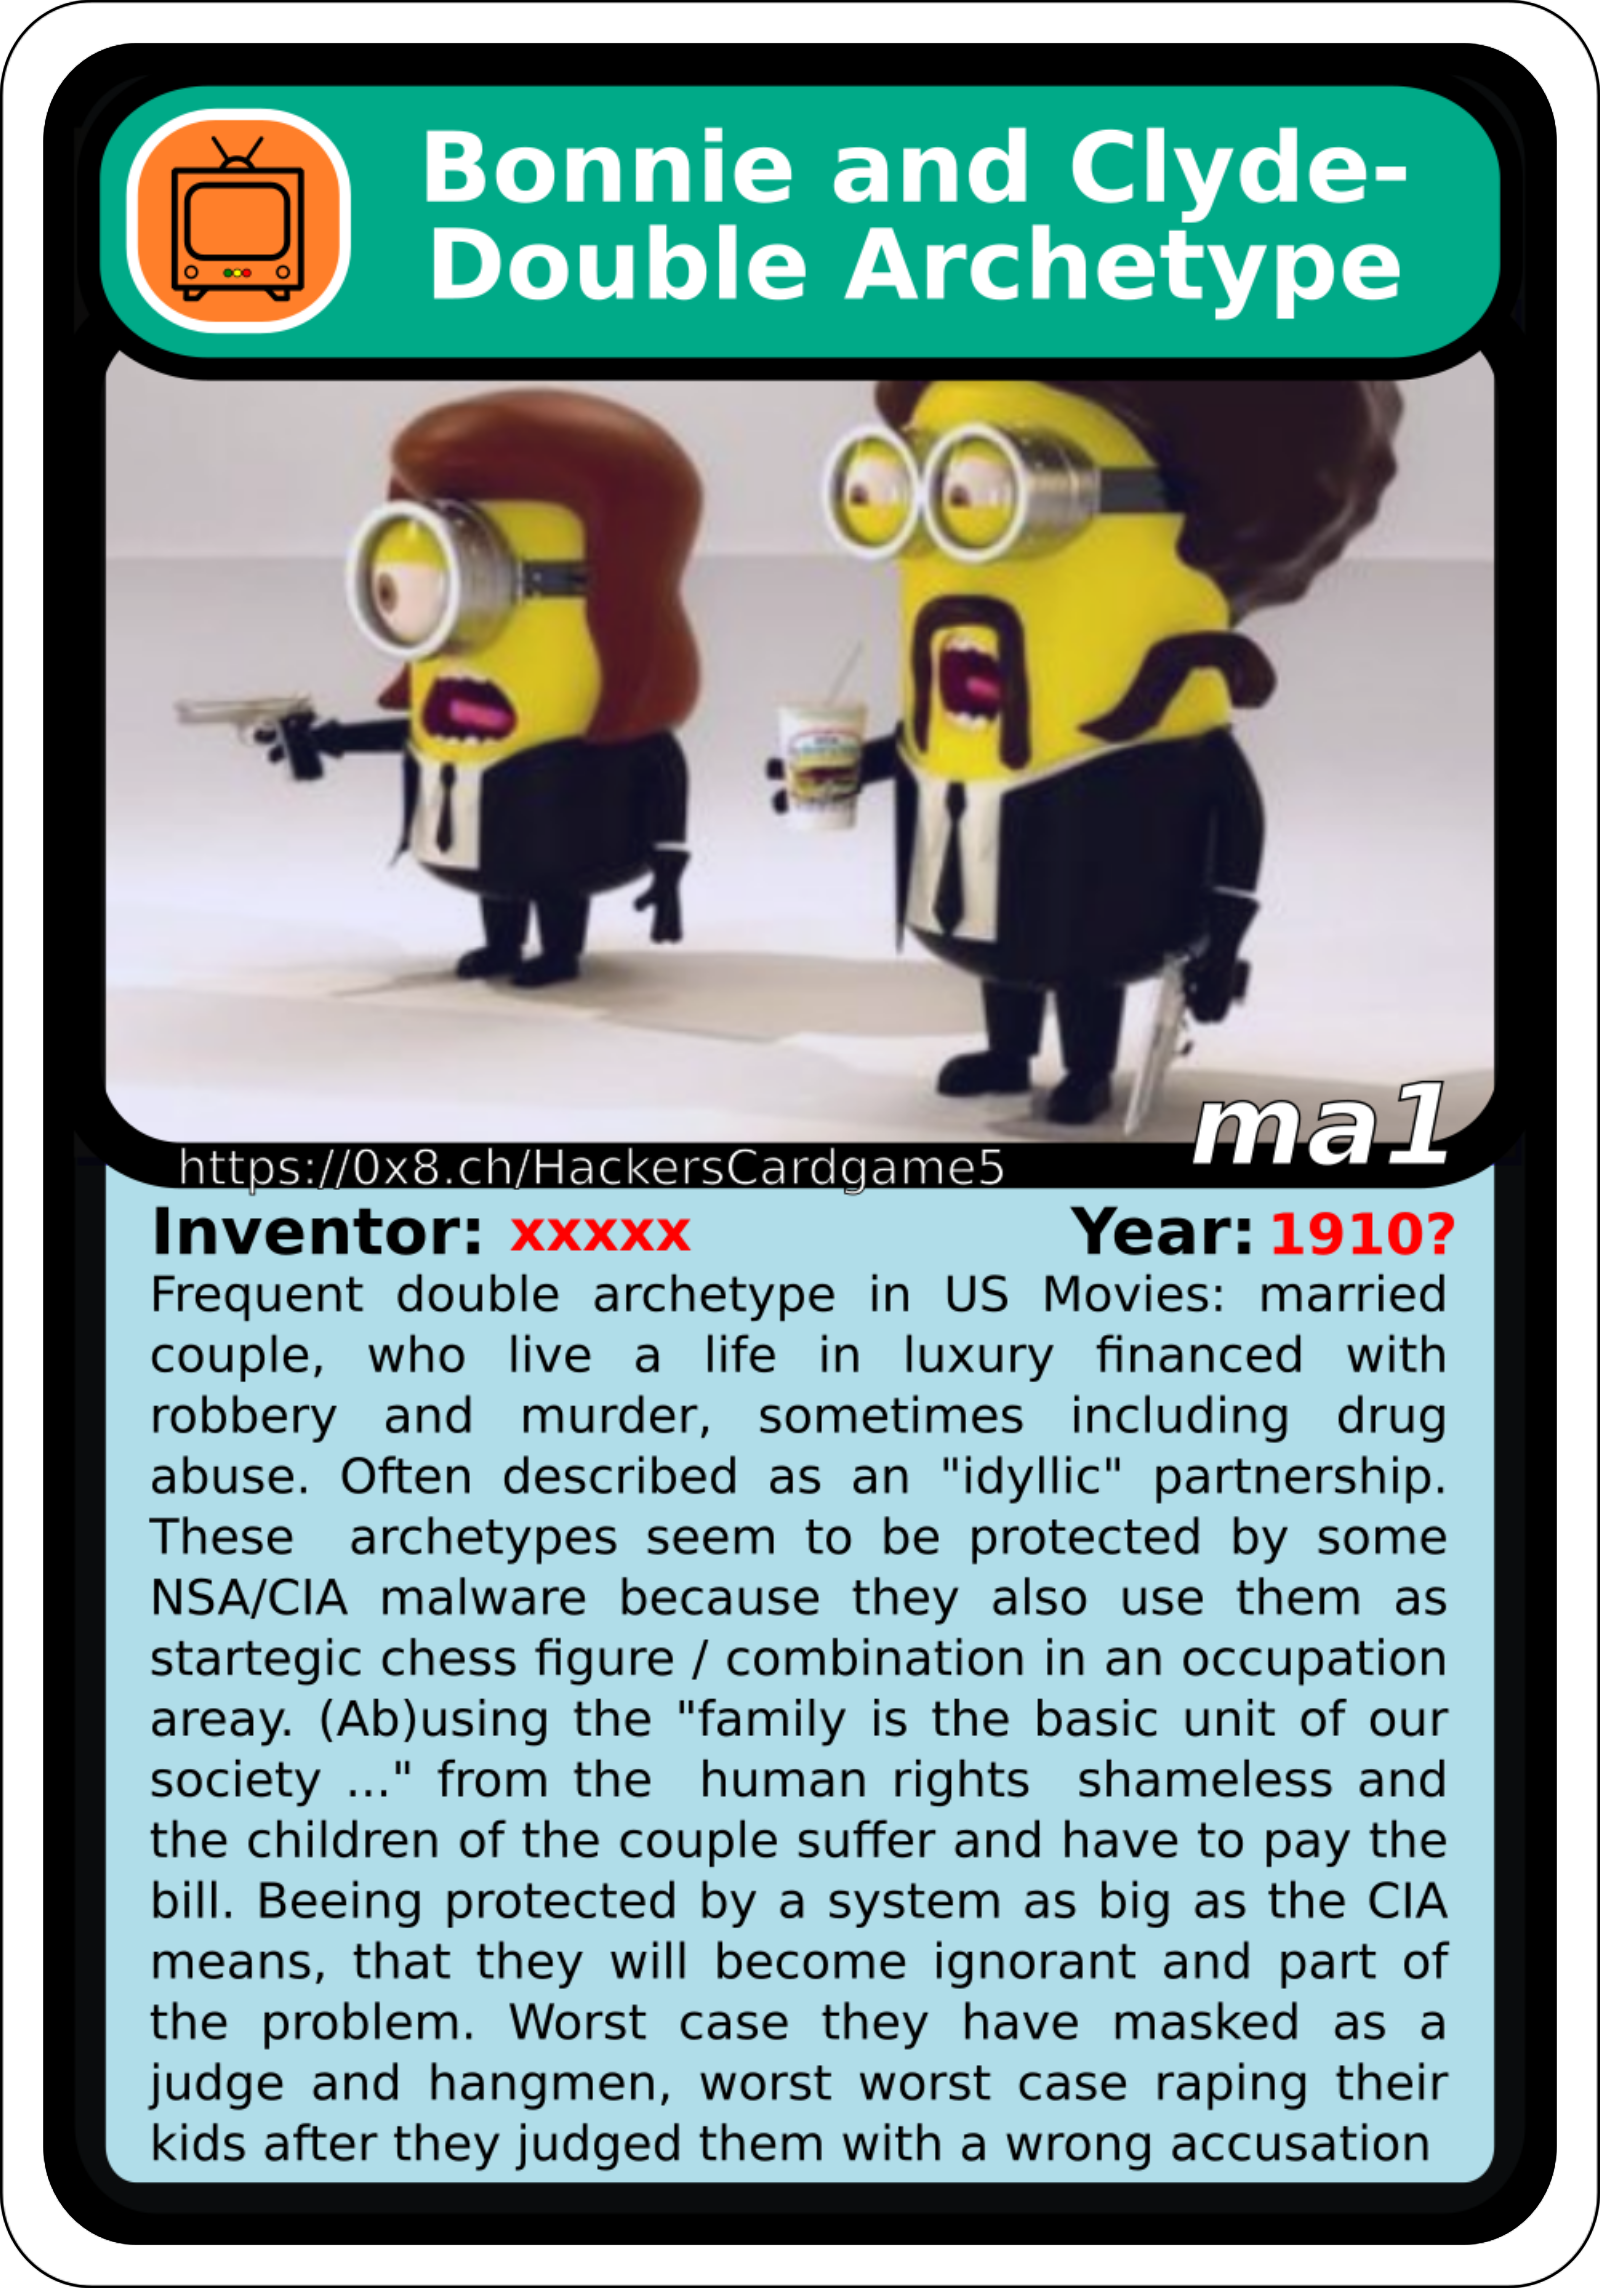 Bonnie and Clyde-
Double Archetype
ma1
https://0x8.ch/HackersCardgame5
Inventor: xxxxx Year: 1910?
Frequent double archetype in US Movies: married
couple, who live a life in luxury financed with
robbery and murder, sometimes including drug
abuse. Often described as an "idyllic" partnership.
These archetypes seem to be protected by some
NSA/CIA malware because they also use them as
startegic chess figure / combination in an occupation
areay. (Ab)using the "family is the basic unit of our
society ..." from the human rights shameless and
the children of the couple suffer and have to pay the
bill. Beeing protected by a system as big as the CIA
means, that they will become ignorant and part of
the problem. Worst case they have masked as a
judge and hangmen, worst worst case raping their
kids after they judged them with a wrong accusation